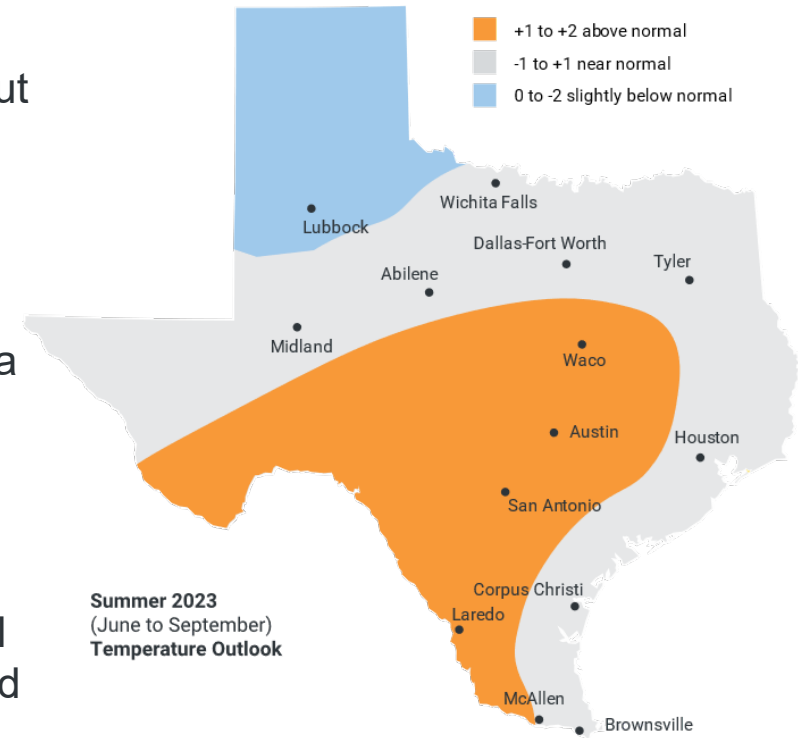 ut
+1 to +2 above normal
-1 to +1 near normal
0 to -2 slightly below normal
Wichita Falls
Lubbock
Dallas-Fort Worth
Tyler
Abilene
Midland
a
Waco
Austin
Houston
San Antonio
Corpus Christi
Laredo
Summer 2023
(June to September)
Temperature Outlook
d
McAllen
Brownsville